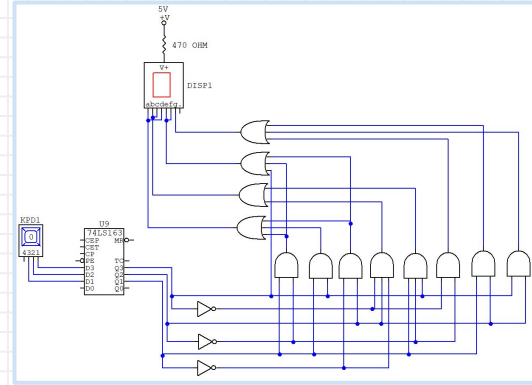 5V
+V
470 OHM
V+
DISP1
abcdefg.
KPD1
0
4321
U9
74LS163
CEP MR
CET
CP
PE TC
D3 Q3
D2 Q2
D1 Q1
D0 Q0